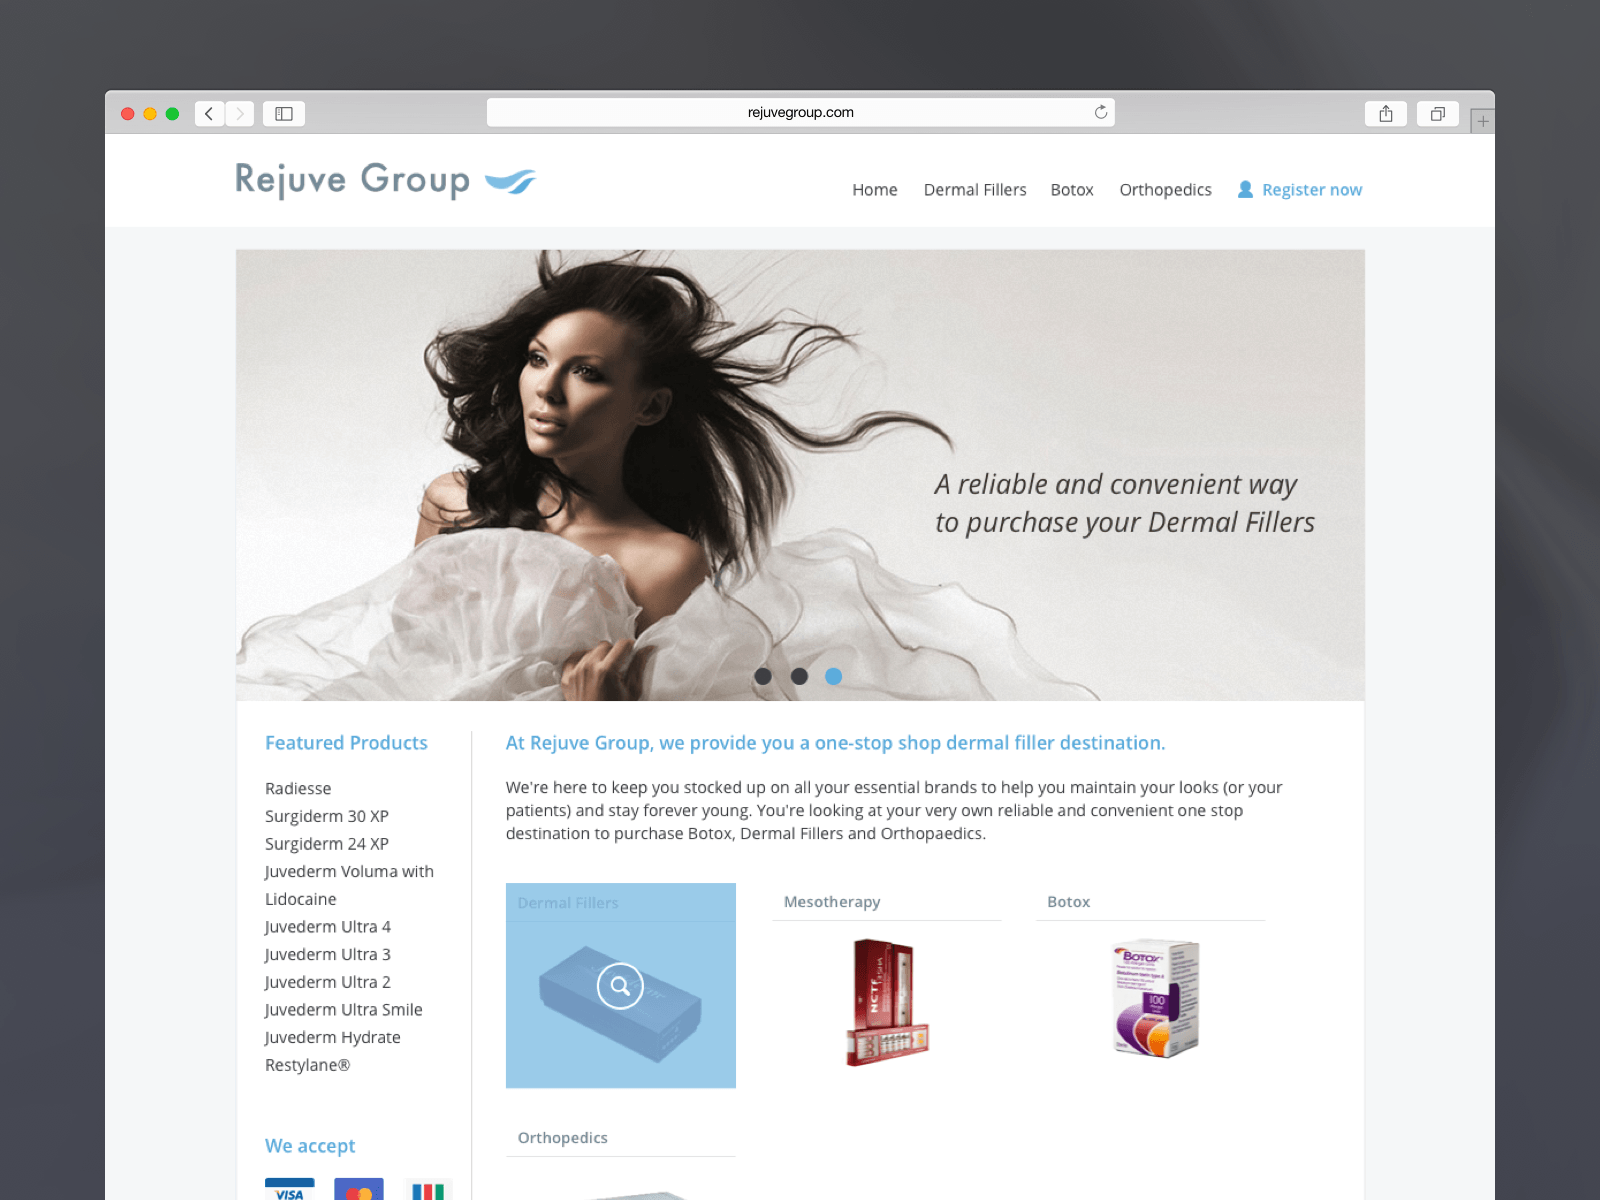 rejuvegroup.com
Rejuve Group
Home
Dermal Fillers
Botox
Orthopedics
Register now
A reliable and convenient way
to purchase your Dermal Fillers
Featured Products
Radiesse
Surgiderm 30 XP
Surgiderm 24 XP
Juvederm Voluma with
Lidocaine
Juvederm Ultra 4
Juvederm Ultra 3
Juvederm Ultra 2
Juvederm Ultra Smile
Juvederm Hydrate
Restylane®
We accept
VISA
At Rejuve Group, we provide you a one-stop shop dermal filler destination.
We're here to keep you stocked up on all your essential brands to help you maintain your looks (or your
patients) and stay forever young. You're looking at your very own reliable and convenient one stop
destination to purchase Botox, Dermal Fillers and Orthopaedics.
Dermal Fillers
Mesotherapy
NCTF
Botox
BOTOX
100
Orthopedics